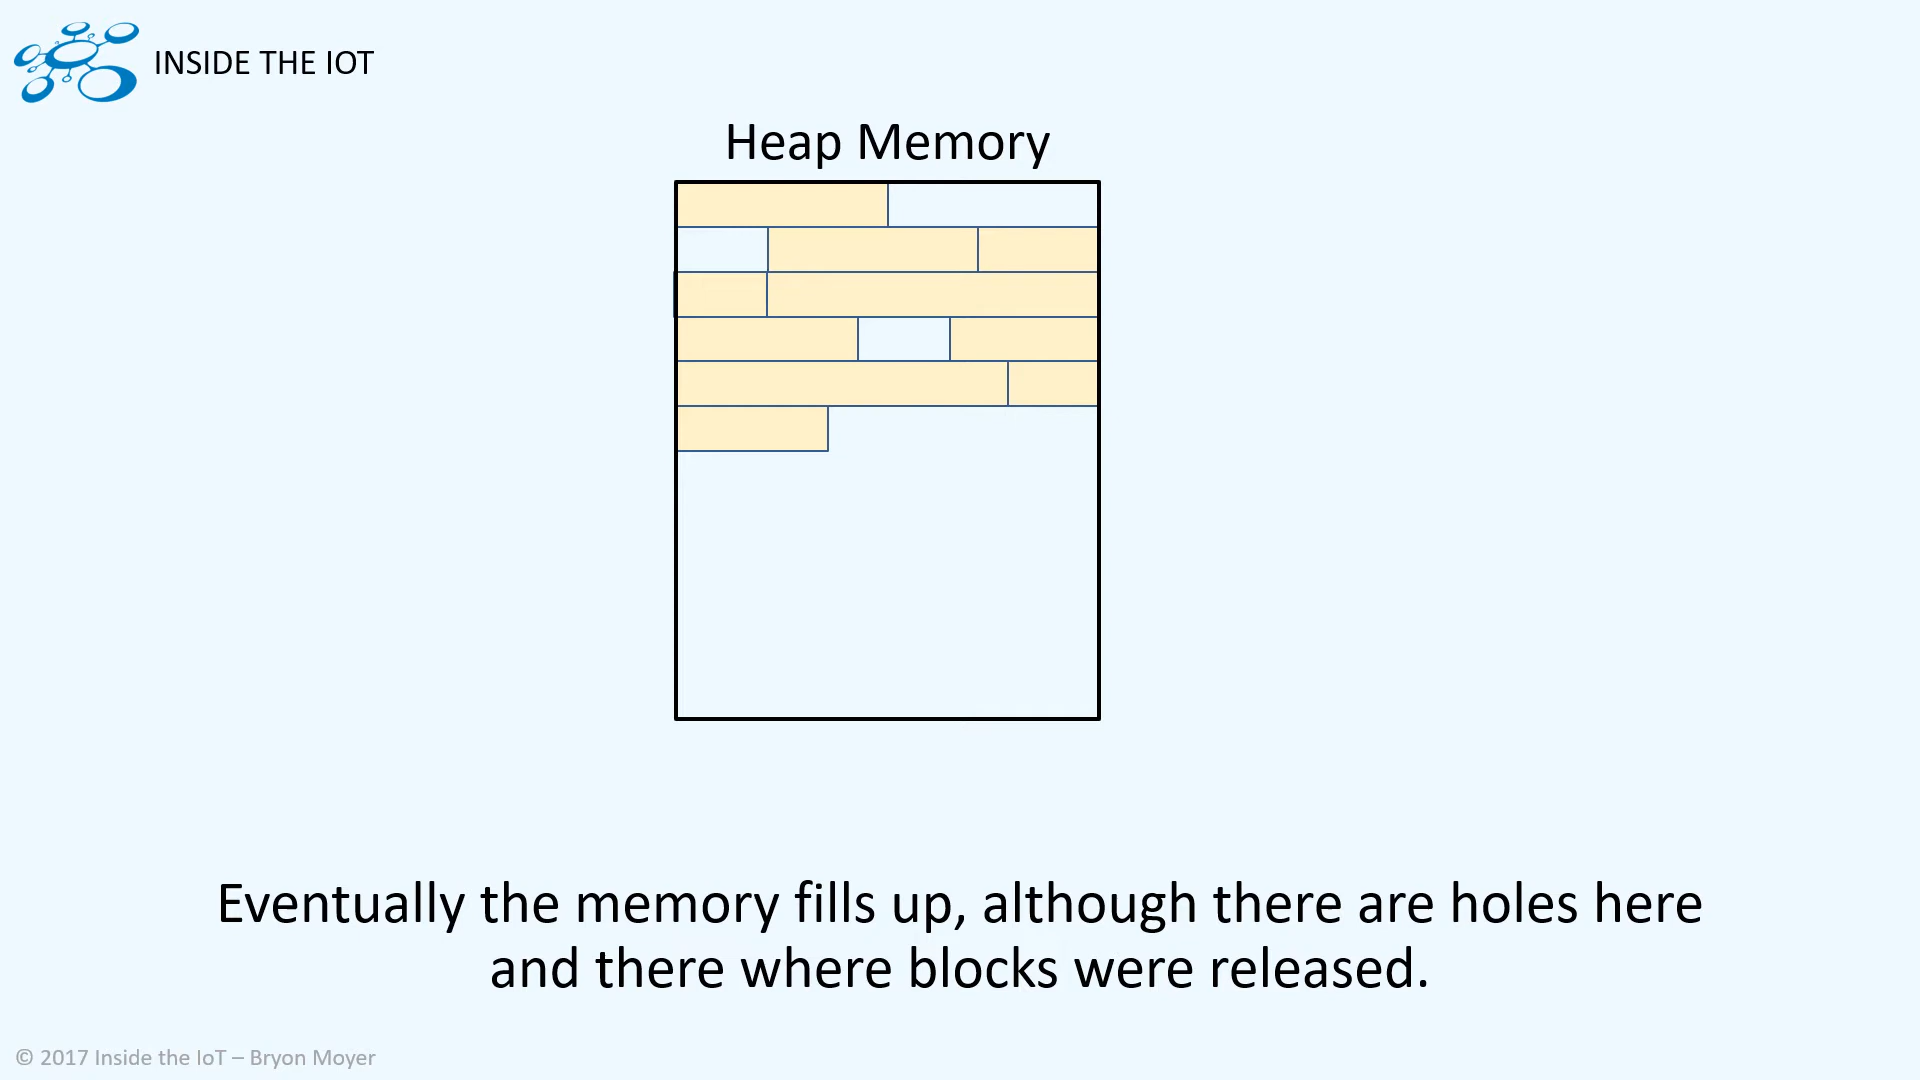 INSIDE THE IOT
Heap Memory
Eventually the memory fills up, although there are holes here
and there where blocks were released.
© 2017 Inside the IoT – Bryon Moyer